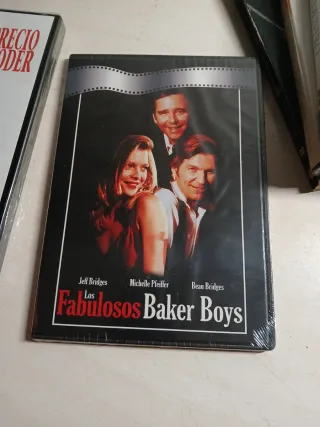 RECIO
ODER
Jeff Bridges Michelle Pfeiffer Beau Bridges
Los
Fabulosos Baker Boys